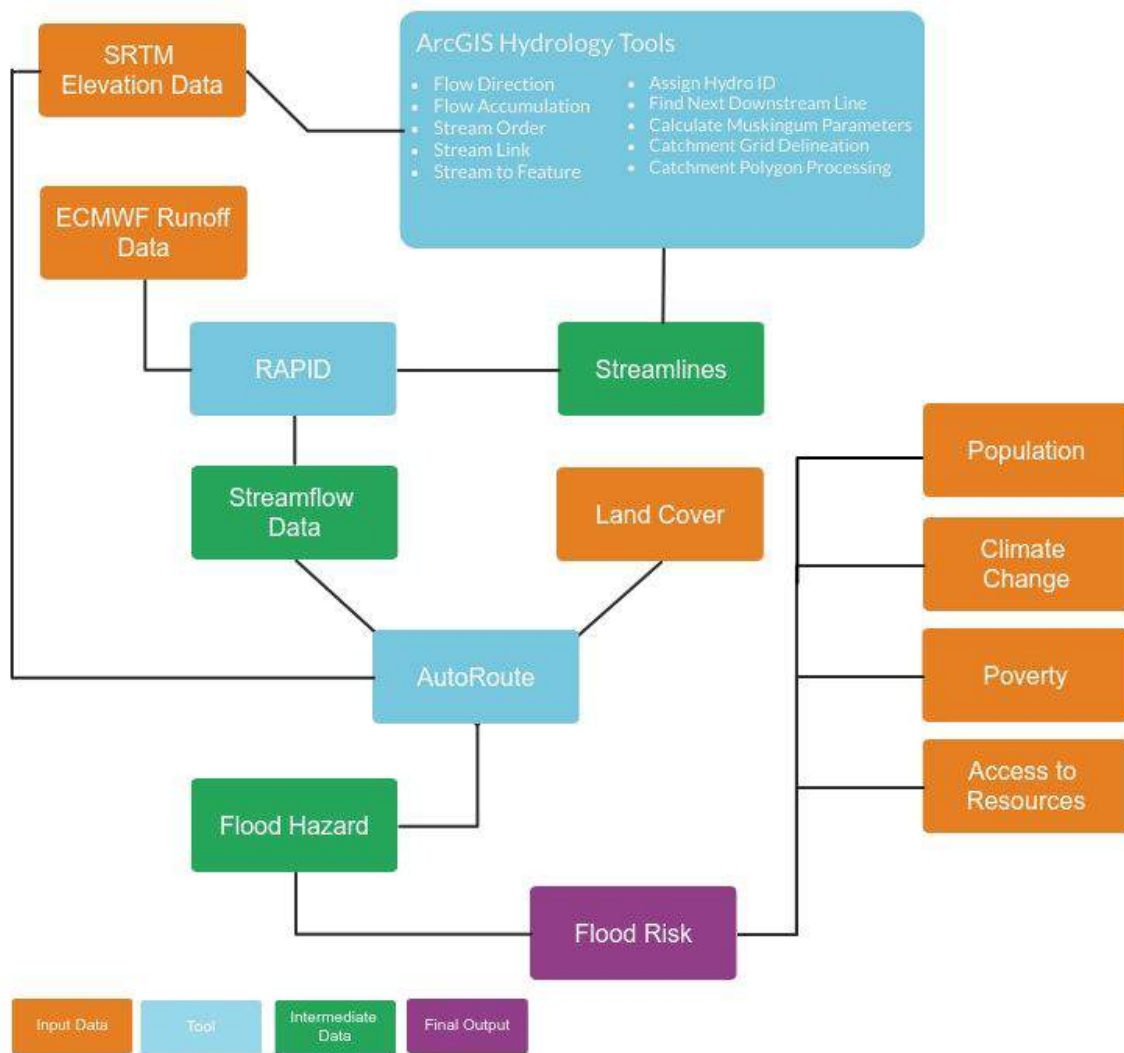 SRTM
Elevation Data
ArcGIS Hydrology Tools
• Flow Direction
• Flow Accumulation
• Stream Order
• Stream Link
• Stream to Feature
• Assign Hydro ID
• Find Next Downstream Line
• Calculate Muskingum Parameters
• Catchment Grid Delineation
• Catchment Polygon Processing
ECMWF Runoff
Data
RAPID
Streamlines
Streamflow
Data
Land Cover
Population
Climate
Change
AutoRoute
Poverty
Flood Hazard
Access to
Resources
Flood Risk
Input Data
Tool
Intermediate
Data
Final Output